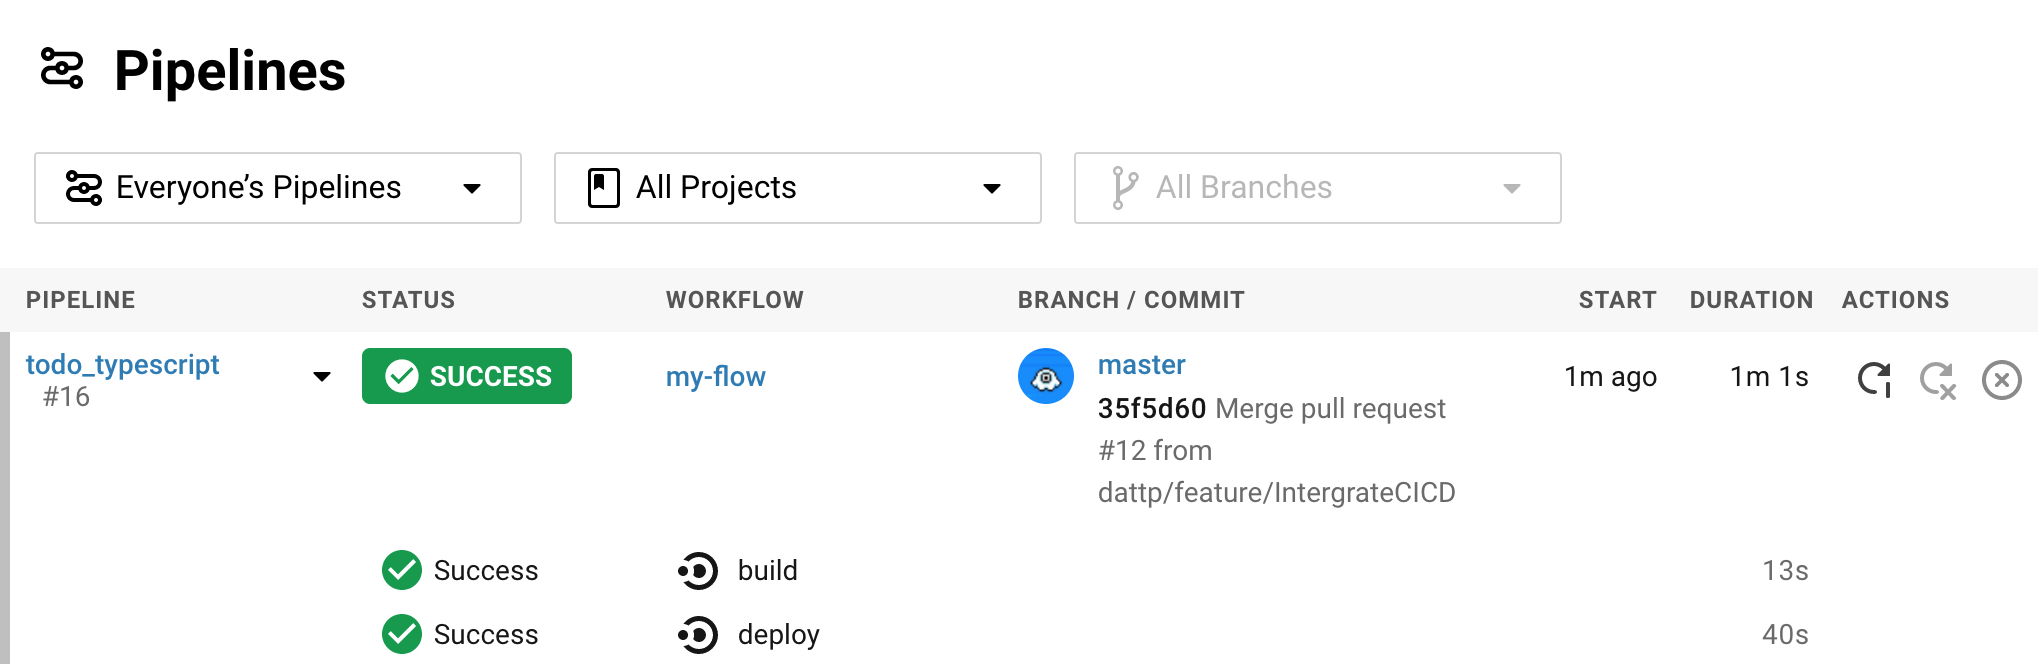 Pipelines
Everyone’s Pipelines
All Projects
All Branches
PIPELINE STATUS WORKFLOW BRANCH / COMMIT START DURATION ACTIONS
todo_typescript SUCCESS my-flow master 1m ago 1m 1s
#16
35f5d60 Merge pull request
#12 from
dattp/feature/IntergrateCICD
Success build 13s
Success deploy 40s